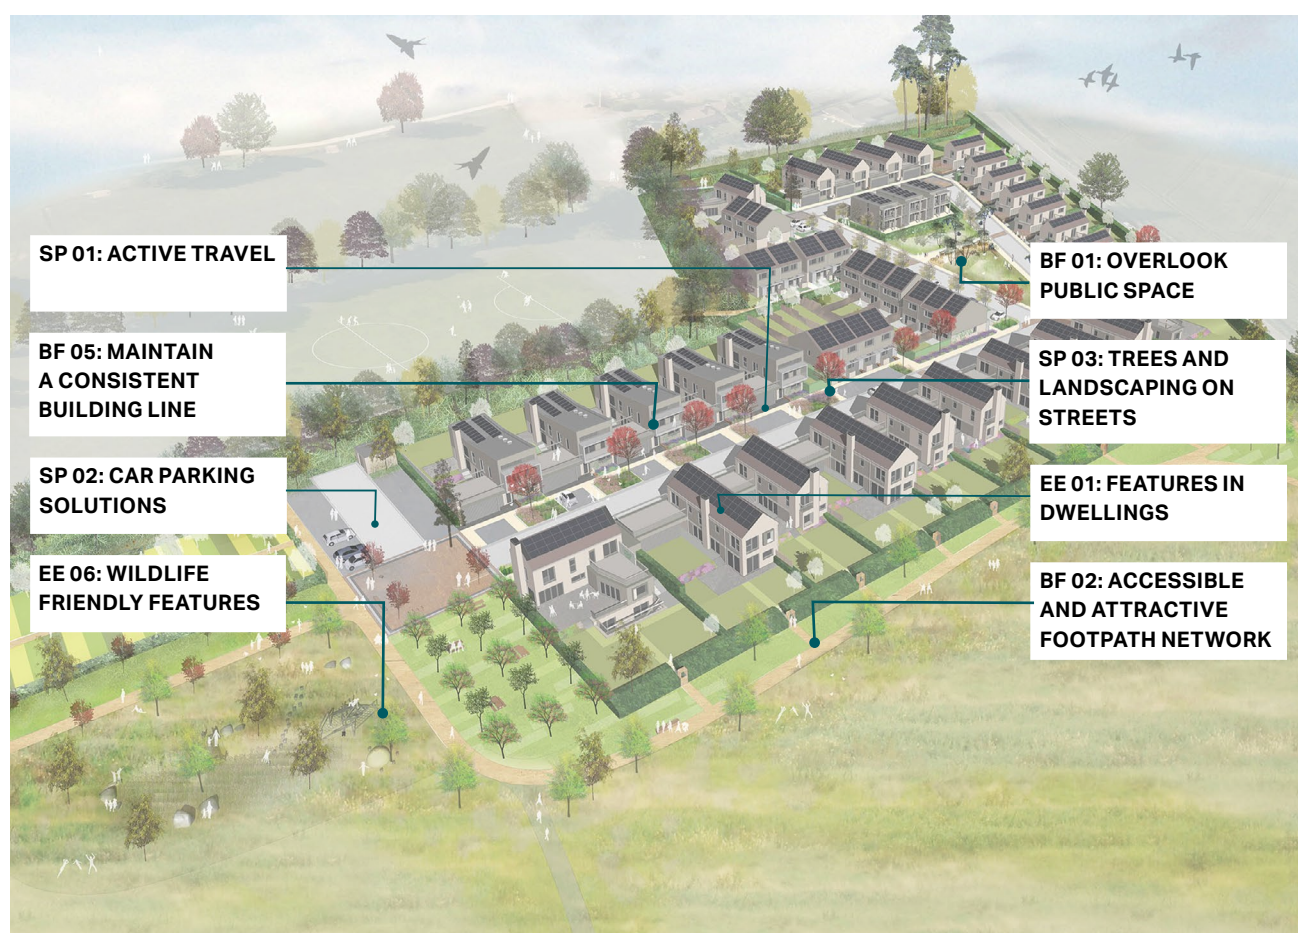 SP 01: ACTIVE TRAVEL
BF 05: MAINTAIN
A CONSISTENT
BUILDING LINE
SP 02: CAR PARKING
SOLUTIONS
EE 06: WILDLIFE
FRIENDLY FEATURES
BF 01: OVERLOOK
PUBLIC SPACE
SP 03: TREES AND
LANDSCAPING ON
STREETS
EE 01: FEATURES IN
DWELLINGS
BF 02: ACCESSIBLE
AND ATTRACTIVE
FOOTPATH NETWORK